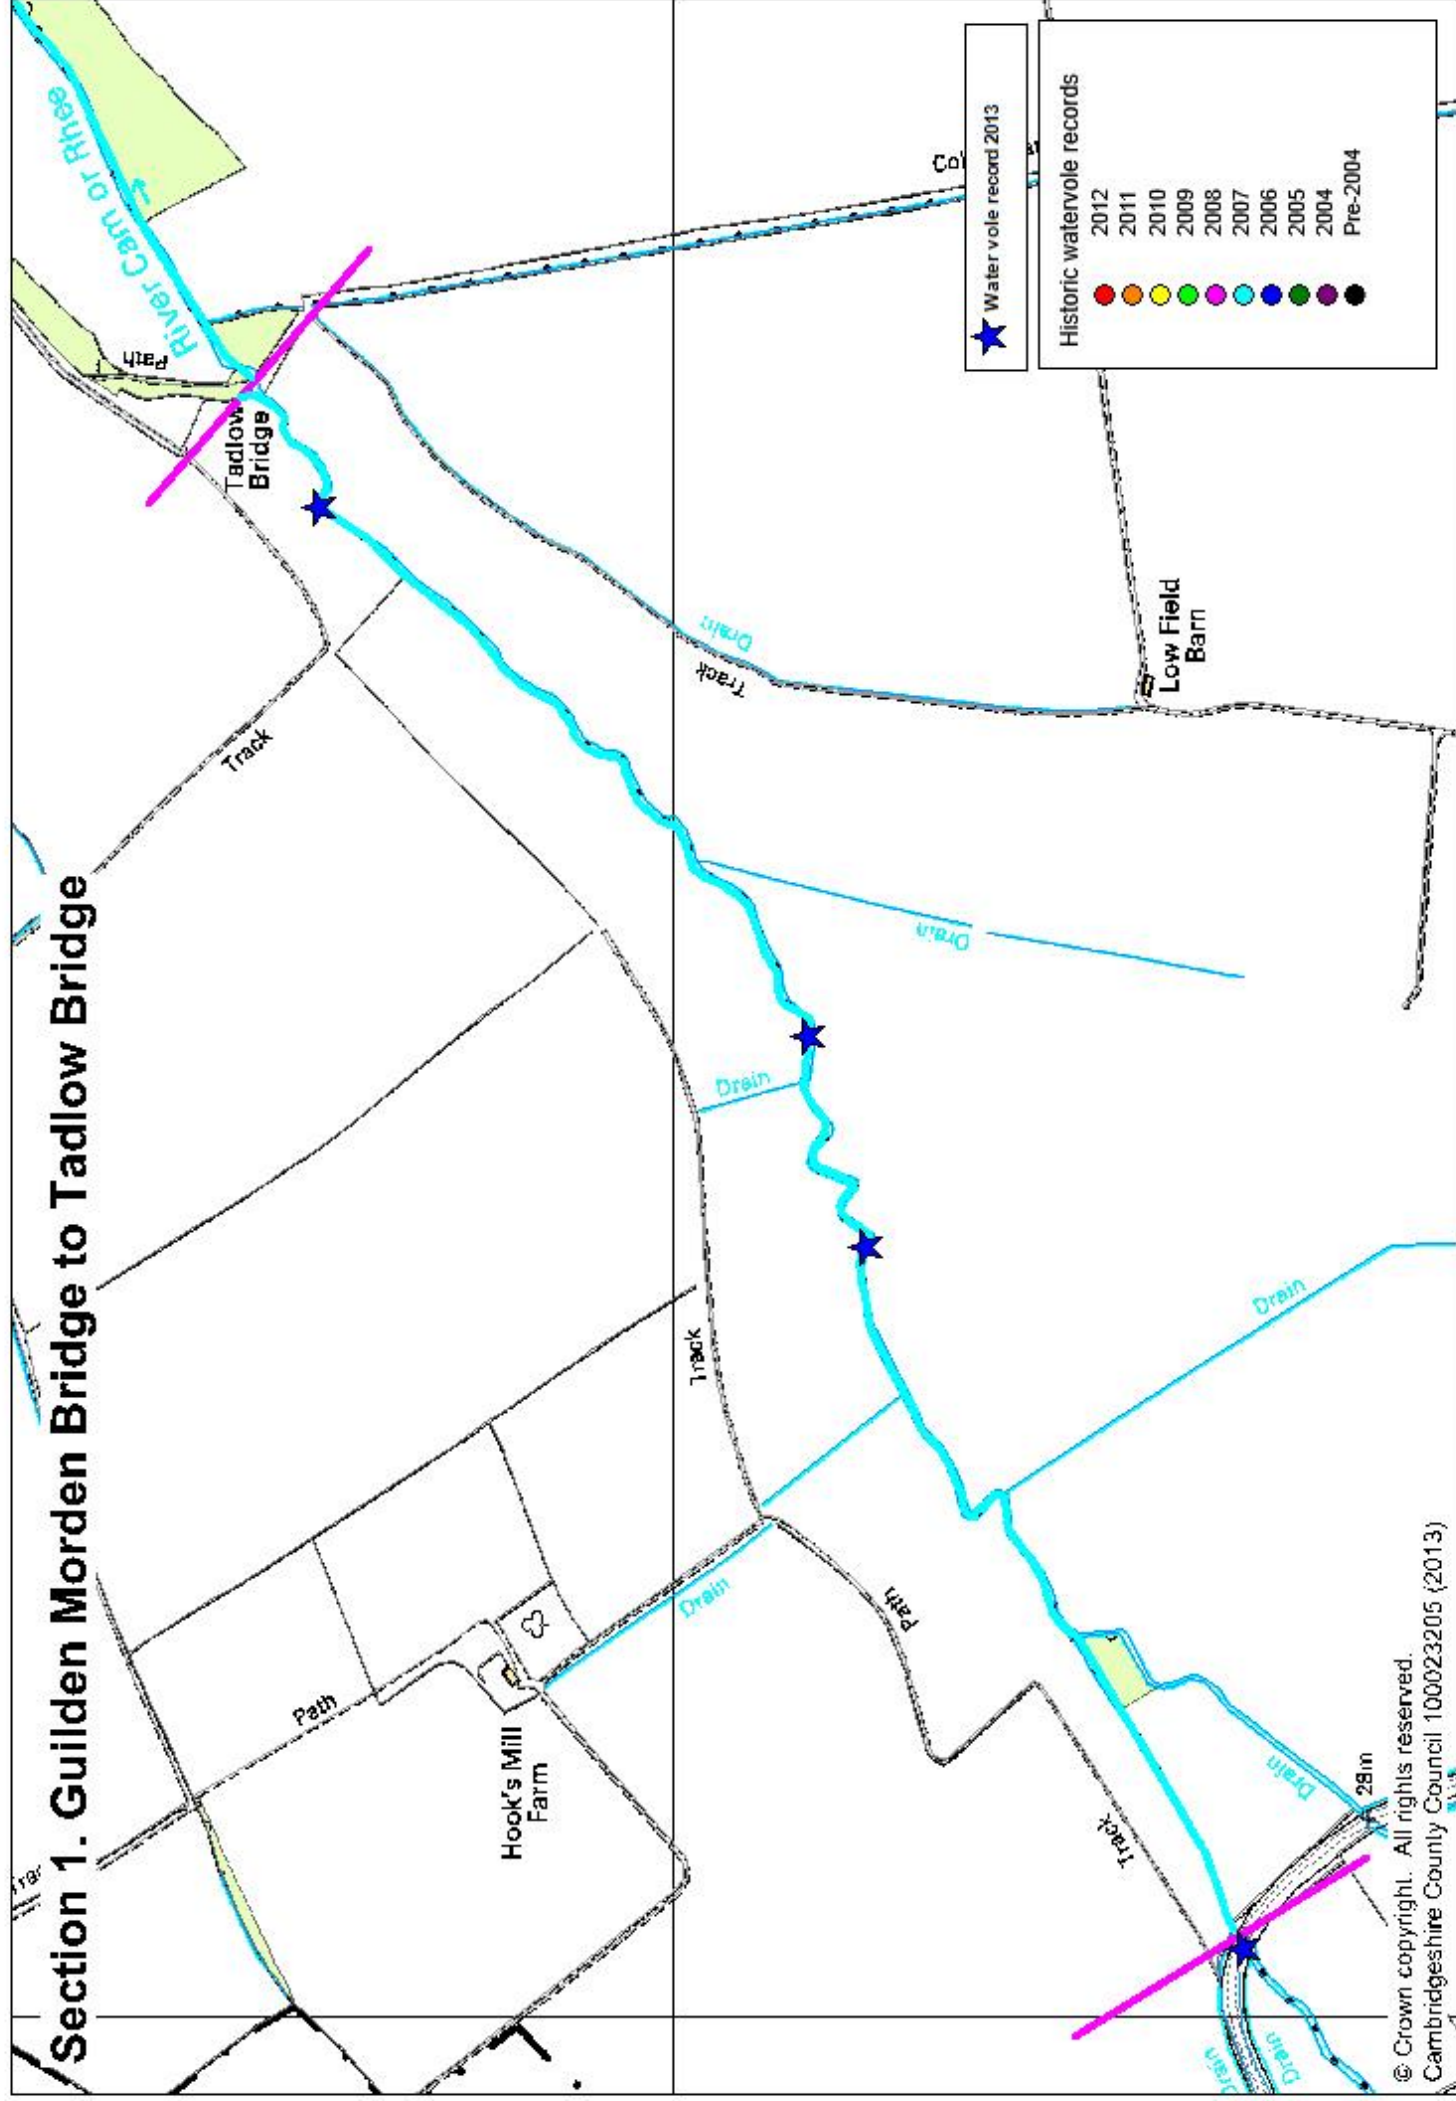 Section 1. Guilden Morden Bridge to Tadlow Bridge
River Cam or Rhee
Path
Tadlow
Bridge
Track
Drain
Track
Low Field
Barn
Drain
Drain
Track
Drain
Path
Hook's Mill
Farm
Drain
Path
Track
Drain
28m
Drain
Drain
Water vole record 2013
Historic watervole records
2012
2011
2010
2009
2008
2007
2006
2005
2004
Pre-2004
© Crown copyright. All rights reserved.
Cambridgeshire County Council 100023205 (2013)